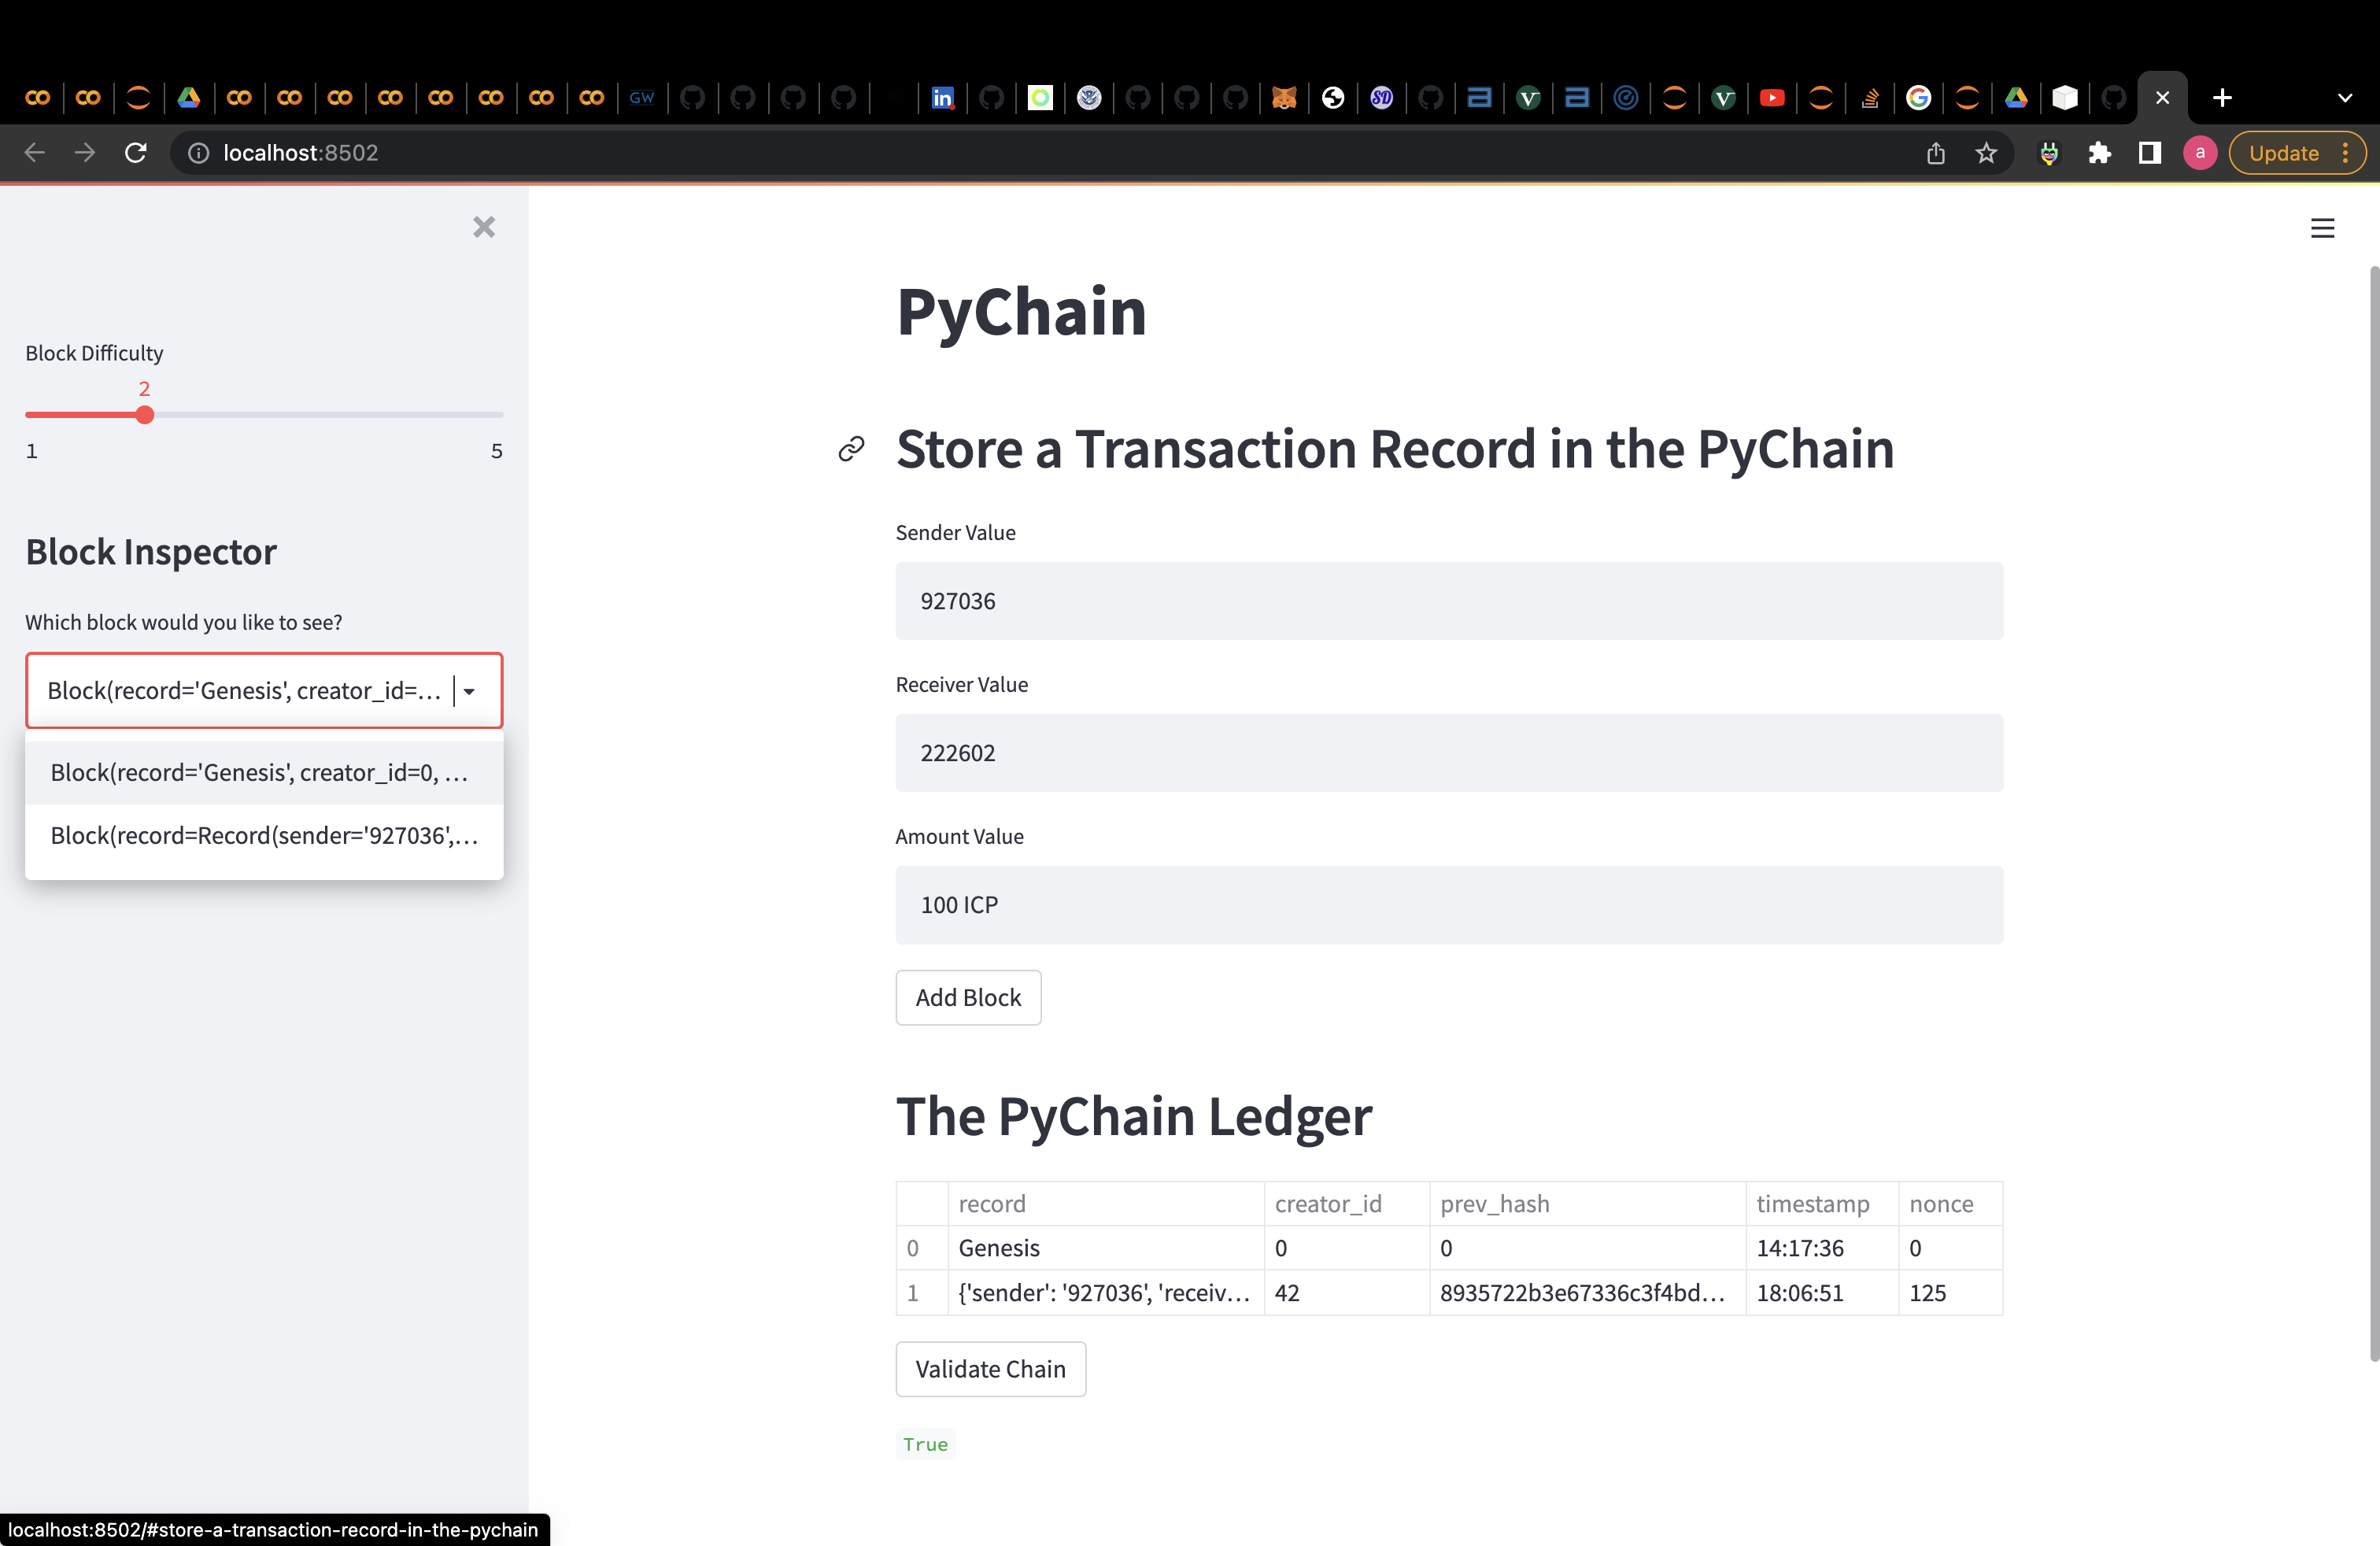 GW
in
SD
V
V
localhost:8502
a
Update
Block Difficulty
2
1
5
Block Inspector
Which block would you like to see?
Block(record='Genesis', creator_id=...
Block(record='Genesis', creator_id=0, ...
Block(record=Record(sender='927036',...
PyChain
Store a Transaction Record in the PyChain
Sender Value
927036
Receiver Value
222602
Amount Value
100 ICP
Add Block
The PyChain Ledger
record creator_id prev_hash timestamp nonce
0 Genesis 0 0 14:17:36 0
1 {'sender': '927036', 'receiv... 42 8935722b3e67336c3f4bd... 18:06:51 125
Validate Chain
True
localhost:8502/#store-a-transaction-record-in-the-pychain